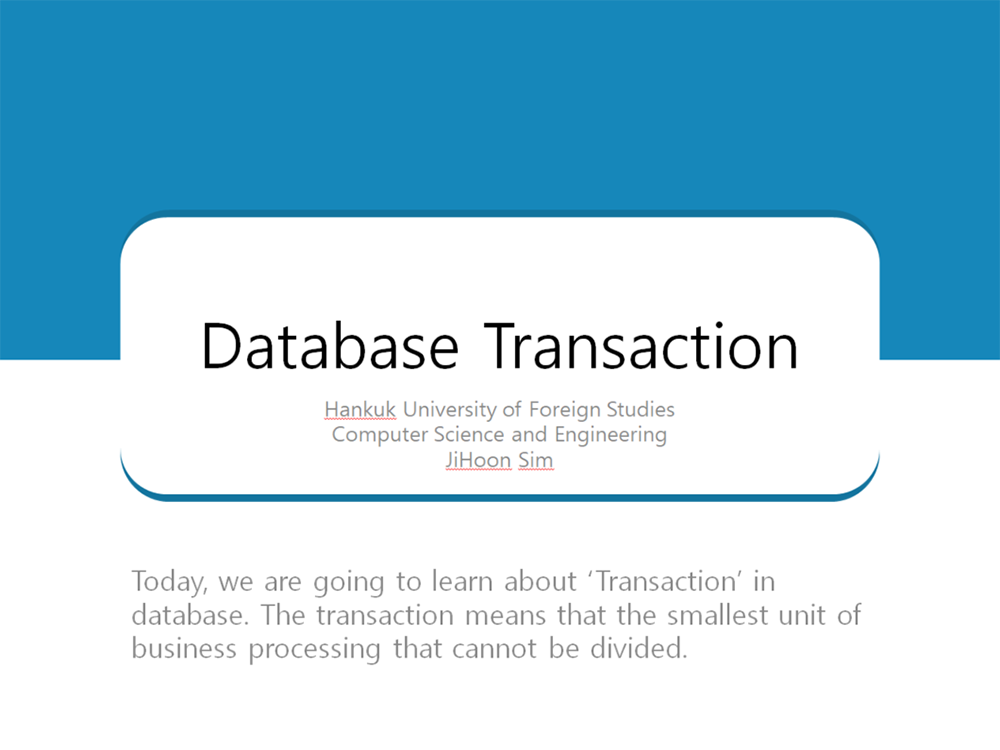 Database Transaction
Hankuk University of Foreign Studies
Computer Science and Engineering
JiHoon Sim
Today, we are going to learn about ‘Transaction’ in
database. The transaction means that the smallest unit of
business processing that cannot be divided.